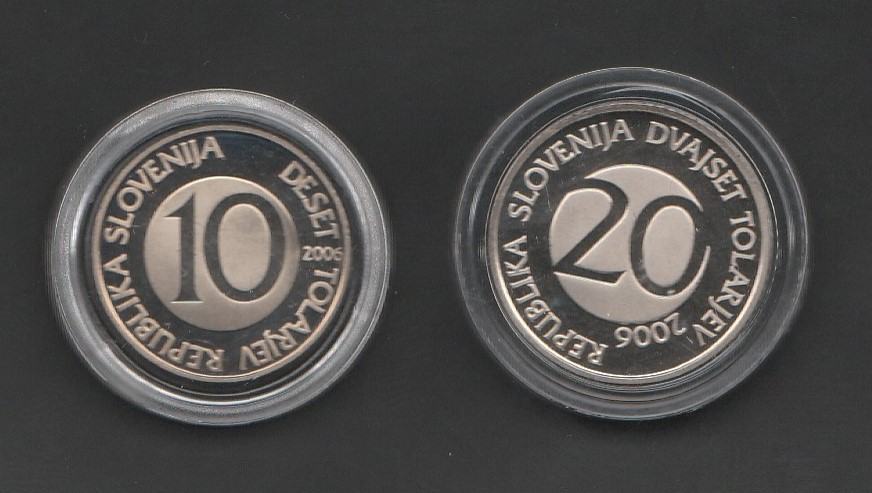 REPUBLIKA SLOVENIJA
DESET TOLARJEV
10
2006
REPUBLIKA SLOVENIJA DVAJSET TOLARJEV
20
2006